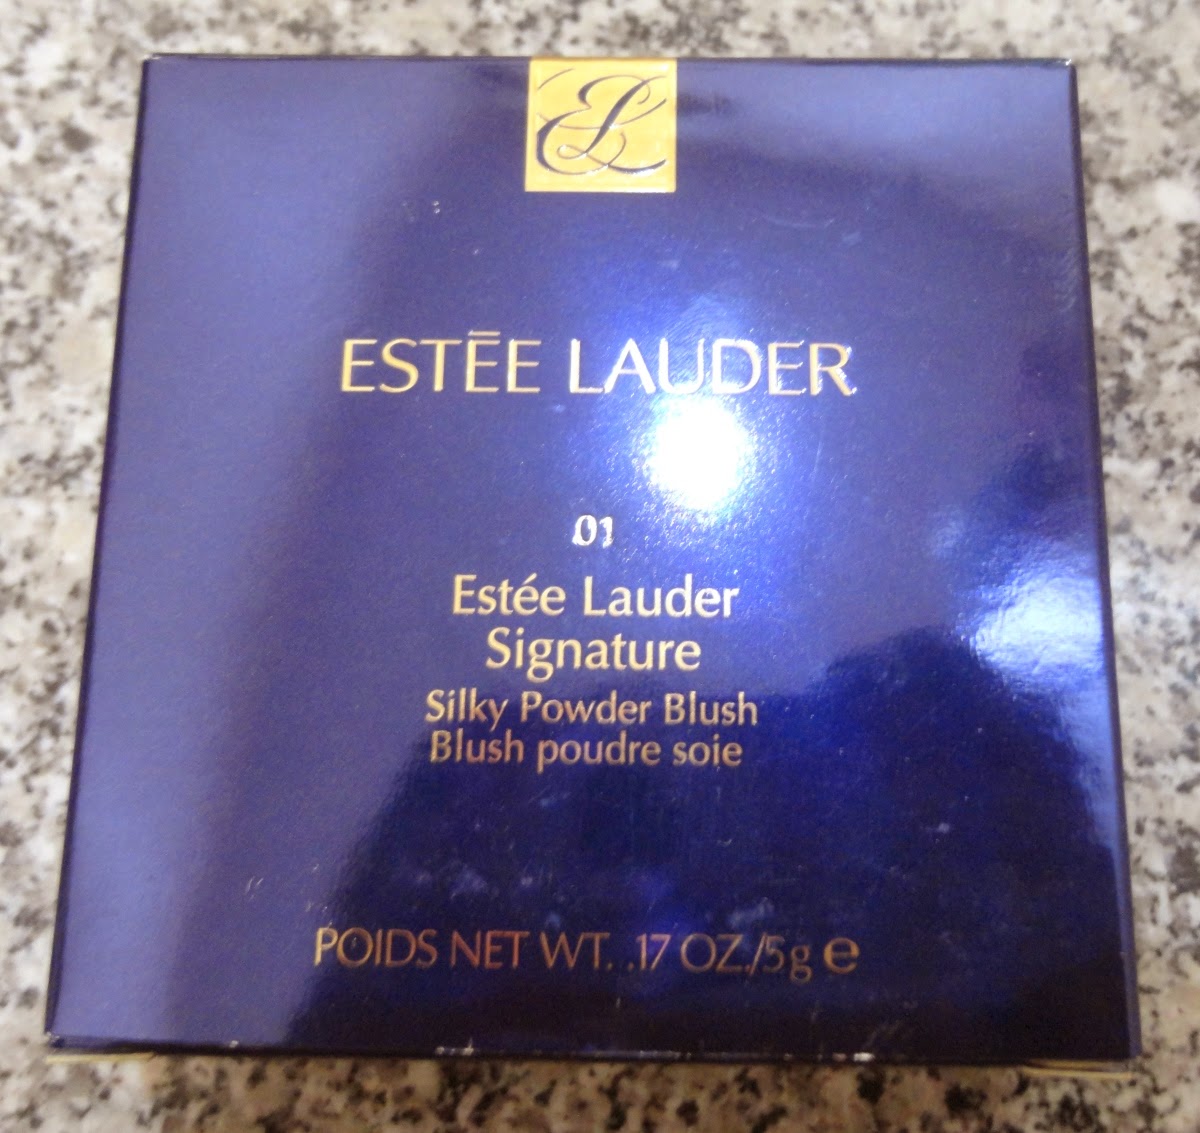 EL
ESTĒE LAUDER
01
Estée Lauder
Signature
Silky Powder Blush
Blush poudre soie
POIDS NET WT. .17 OZ./5g ℮